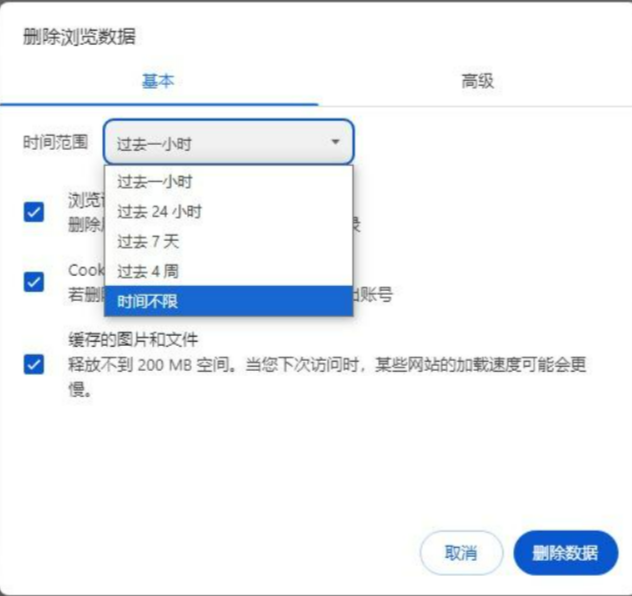 删除浏览数据
基本
高级
时间范围
过去一小时
过去一小时
过去 24 小时
过去 7 天
过去 4 周
时间不限
浏览
删除
录
Cook
若删
出账号
缓存的图片和文件
释放不到 200 MB 空间。当您下次访问时，某些网站的加载速度可能会更
慢。
取消
删除数据